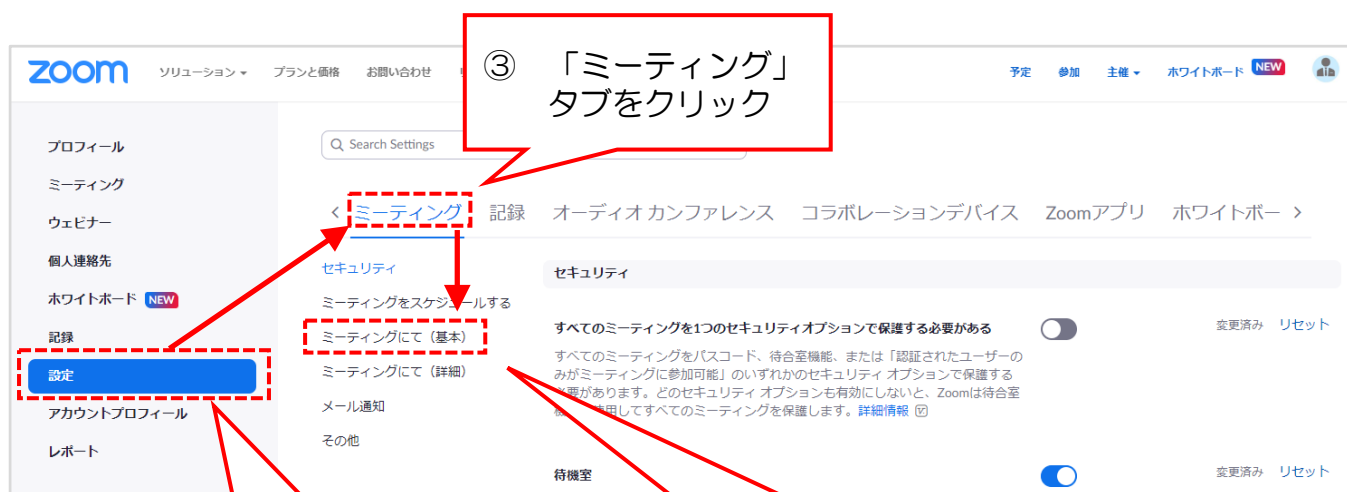 ③ 「ミーティング」
タブをクリック
zoom ソリューション プランと価格 お問い合わせ 予定 参加 主催 ホワイトボード NEW
プロフィール
ミーティング
ウェビナー
個人連絡先
ホワイトボード NEW
記録
設定
アカウントプロフィール
レポート
Search Settings
ミーティング 記録 オーディオ カンファレンス コラボレーションデバイス Zoomアプリ ホワイトボー
セキュリティ
ミーティングをスケジュールする
ミーティングにて（基本）
ミーティングにて（詳細）
メール通知
その他
セキュリティ
すべてのミーティングを1つのセキュリティオプションで保護する必要がある 変更済み リセット
すべてのミーティングをパスコード、待合室機能、または「認証されたユーザーの
みがミーティングに参加可能」のいずれかのセキュリティ オプションで保護する
必要があります。どのセキュリティ オプションも有効にしないと、Zoomは待合室
使用してすべてのミーティングを保護します。詳細情報
待機室 変更済み リセット